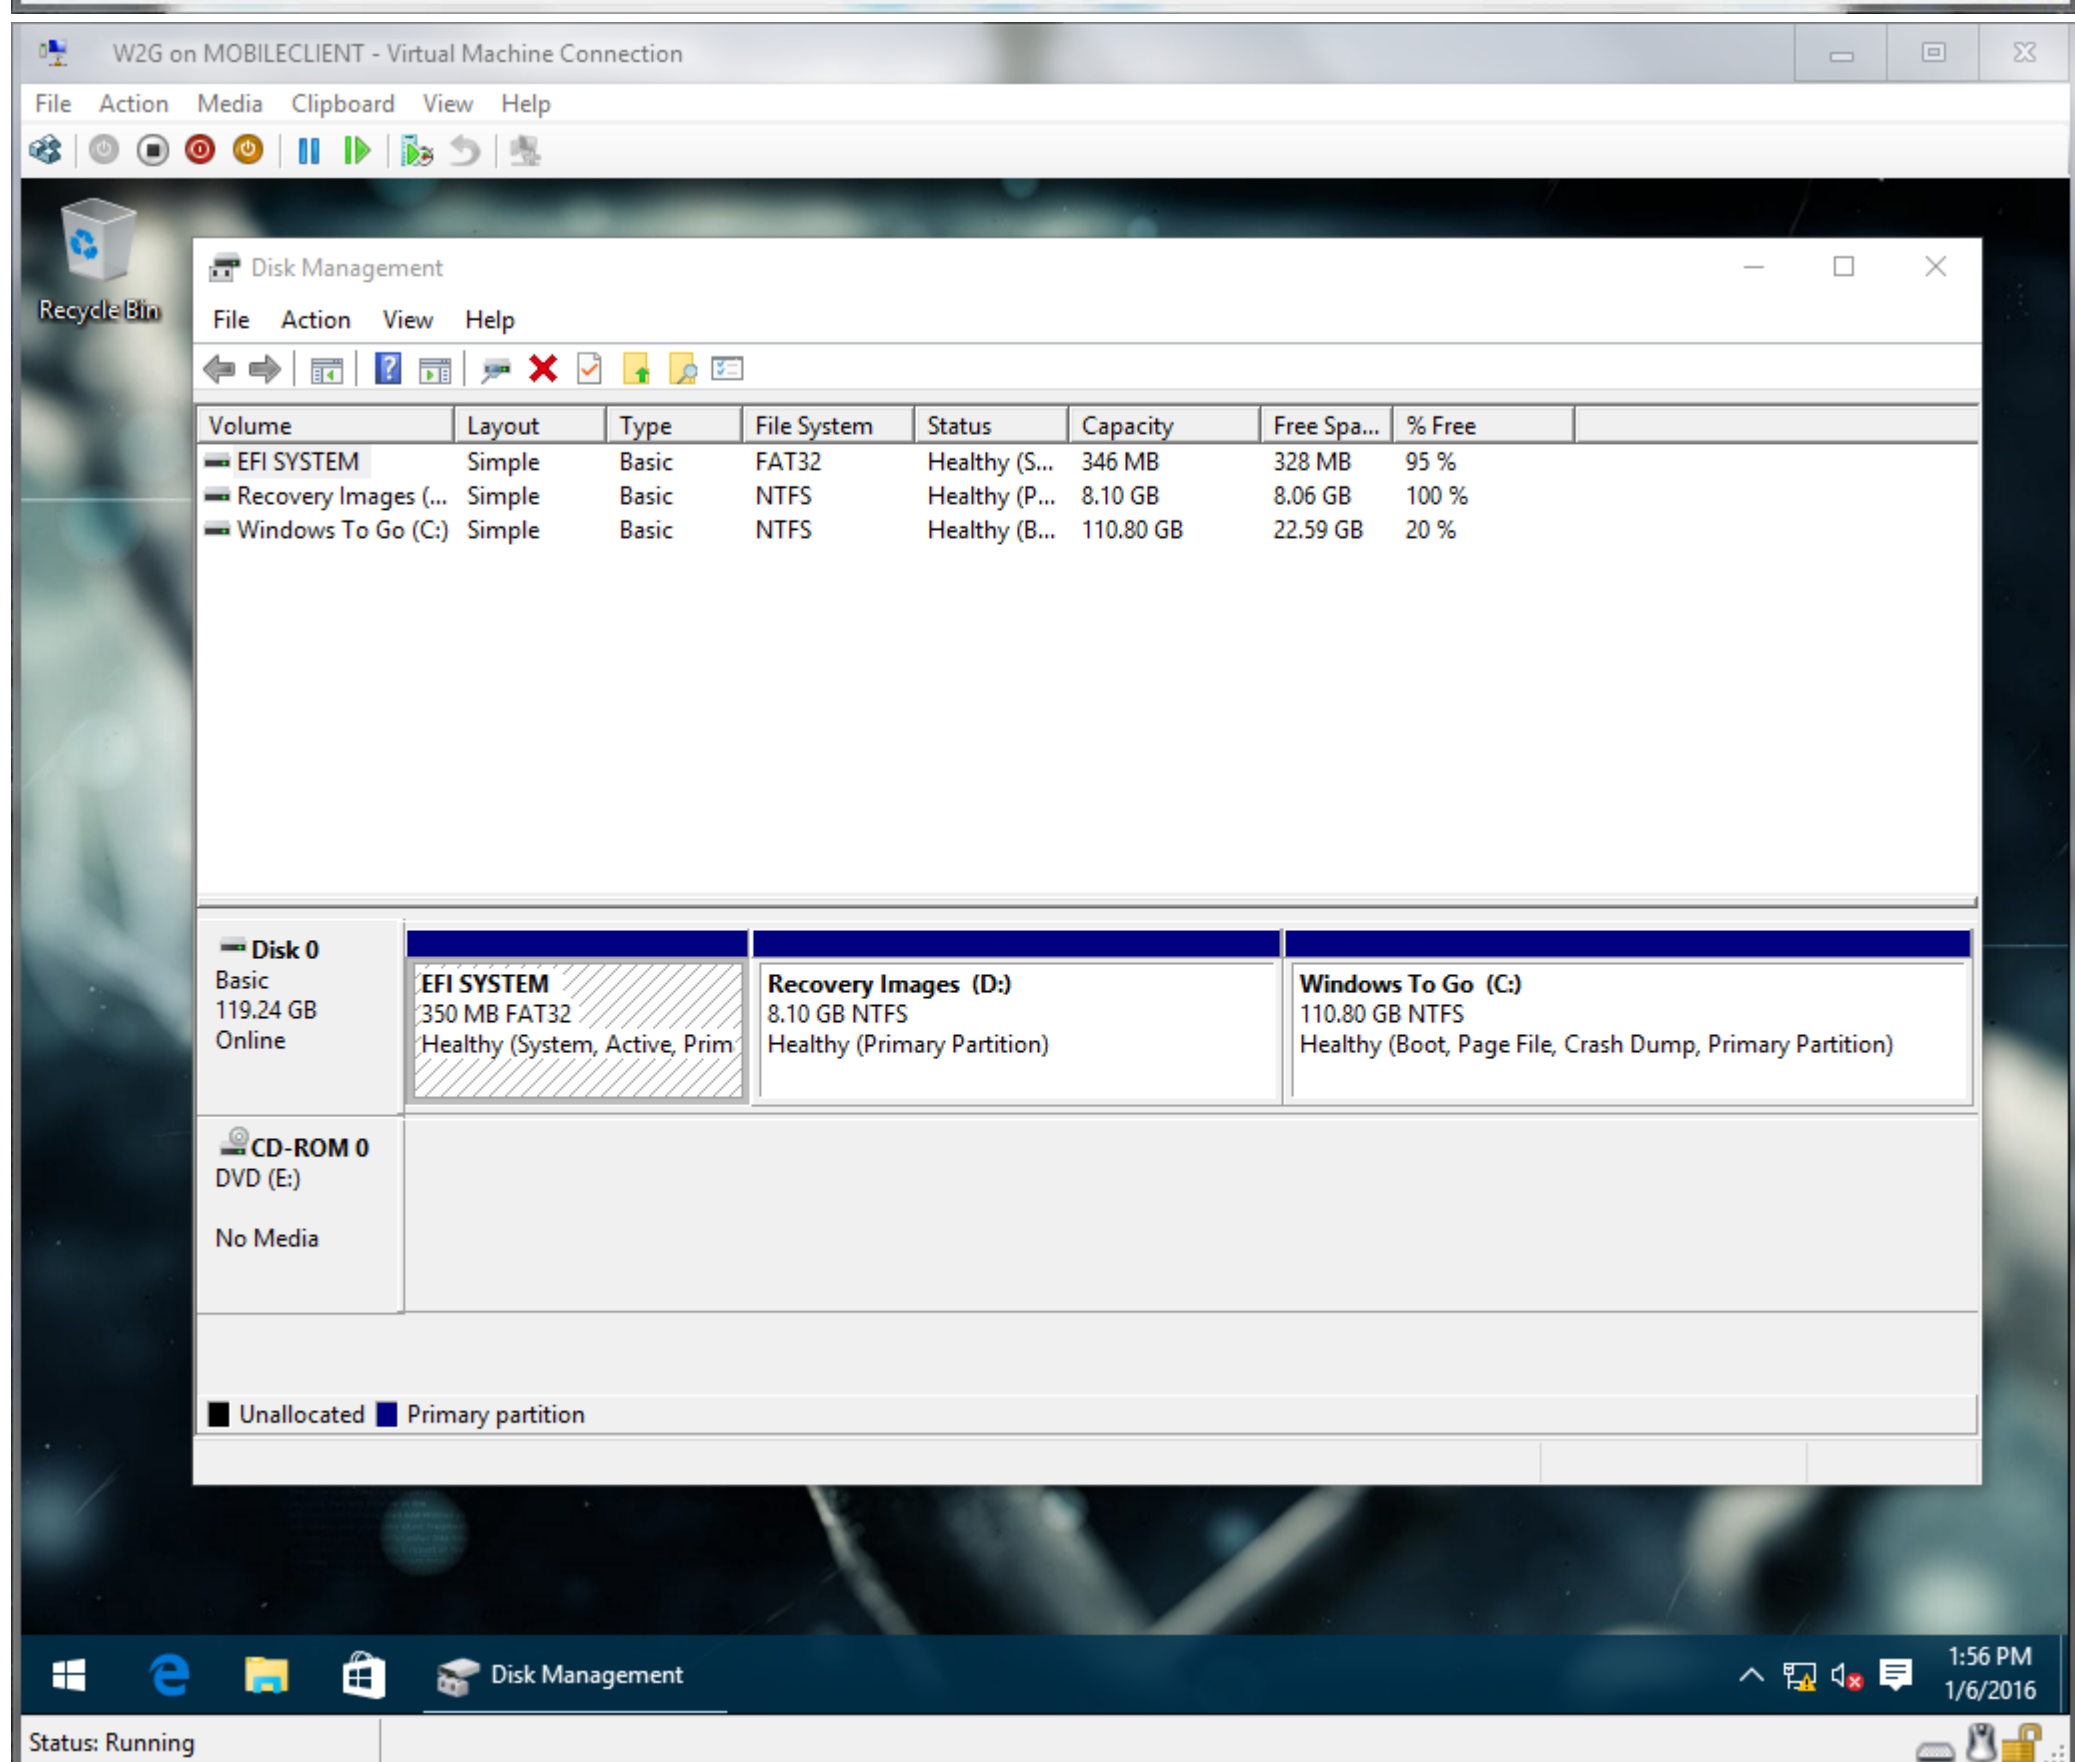 W2G on MOBILECLIENT - Virtual Machine Connection
File Action Media Clipboard View Help
Recycle Bin
Disk Management
File Action View Help
Volume Layout Type File System Status Capacity Free Spa... % Free
EFI SYSTEM Simple Basic FAT32 Healthy (S... 346 MB 328 MB 95 %
Recovery Images (... Simple Basic NTFS Healthy (P... 8.10 GB 8.06 GB 100 %
Windows To Go (C:) Simple Basic NTFS Healthy (B... 110.80 GB 22.59 GB 20 %
Disk 0
Basic
119.24 GB
Online
EFI SYSTEM
350 MB FAT32
Healthy (System, Active, Prim
Recovery Images (D:)
8.10 GB NTFS
Healthy (Primary Partition)
Windows To Go (C:)
110.80 GB NTFS
Healthy (Boot, Page File, Crash Dump, Primary Partition)
CD-ROM 0
DVD (E:)
No Media
Unallocated Primary partition
Disk Management
1:56 PM
1/6/2016
Status: Running